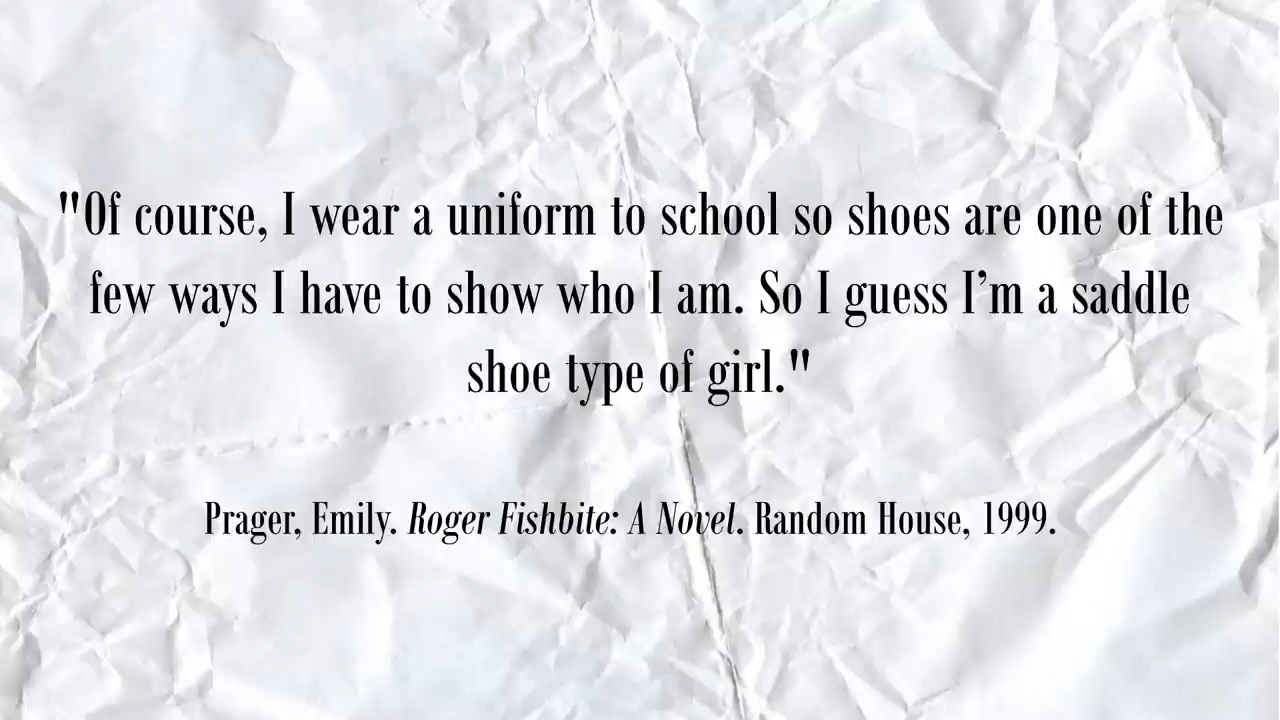 "Of course, I wear a uniform to school so shoes are one of the
few ways I have to show who I am. So I guess I’m a saddle
shoe type of girl."
Prager, Emily. Roger Fishbite: A Novel. Random House, 1999.